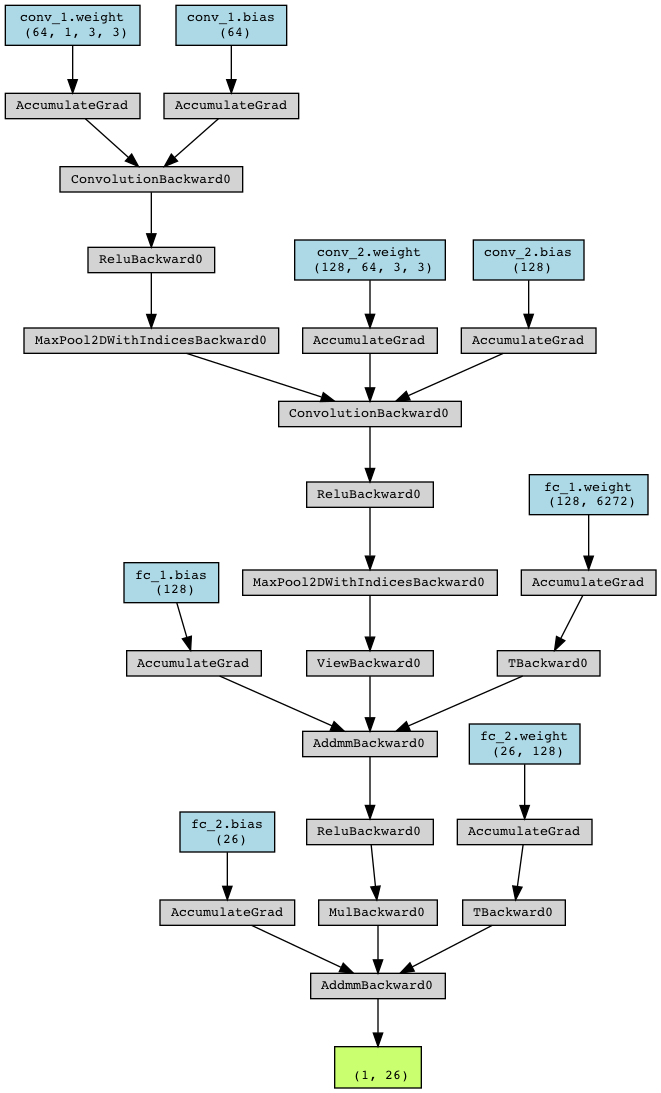 conv_1.weight
(64, 1, 3, 3)
conv_1.bias
(64)
AccumulateGrad
AccumulateGrad
ConvolutionBackward0
ReluBackward0
conv_2.weight
(128, 64, 3, 3)
conv_2.bias
(128)
MaxPool2DWithIndicesBackward0
AccumulateGrad
AccumulateGrad
ConvolutionBackward0
ReluBackward0
fc_1.weight
(128, 6272)
fc_1.bias
(128)
MaxPool2DWithIndicesBackward0
AccumulateGrad
AccumulateGrad
ViewBackward0
TBackward0
AddmmBackward0
fc_2.weight
(26, 128)
fc_2.bias
(26)
ReluBackward0
AccumulateGrad
AccumulateGrad
MulBackward0
TBackward0
AddmmBackward0
(1, 26)